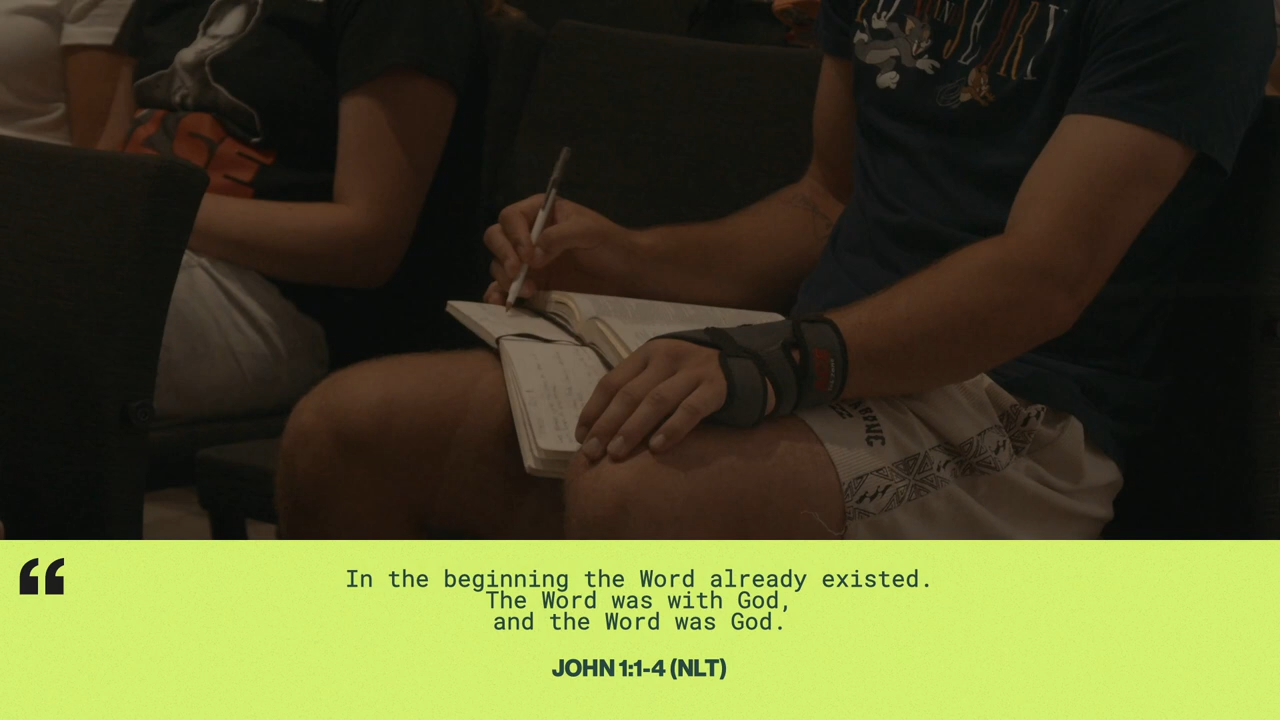 JERRY
“
In the beginning the Word already existed.
The Word was with God,
and the Word was God.
JOHN 1:1-4 (NLT)